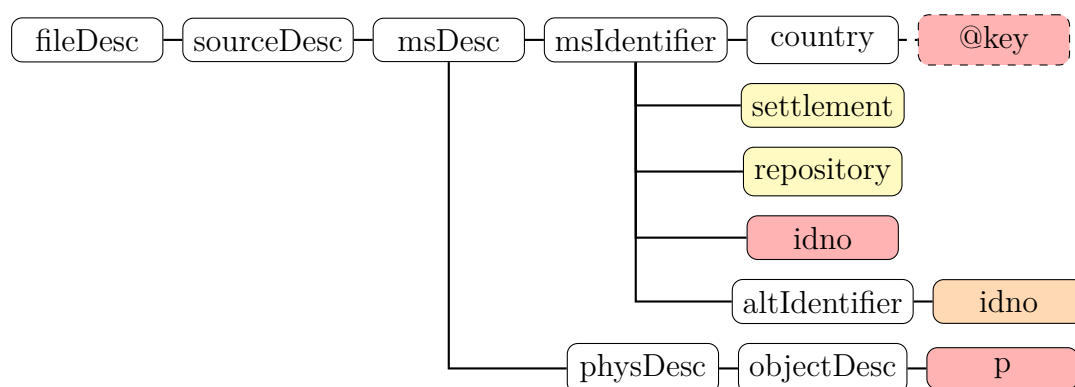 fileDesc sourceDesc msDesc msIdentifier country @key
settlement
repository
idno
altIdentifier idno
physDesc objectDesc p